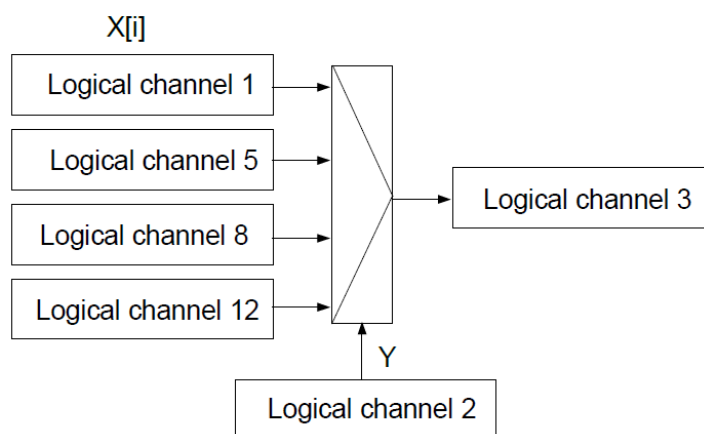 X[i]
Logical channel 1
Logical channel 5
Logical channel 3
Logical channel 8
Logical channel 12
Y
Logical channel 2